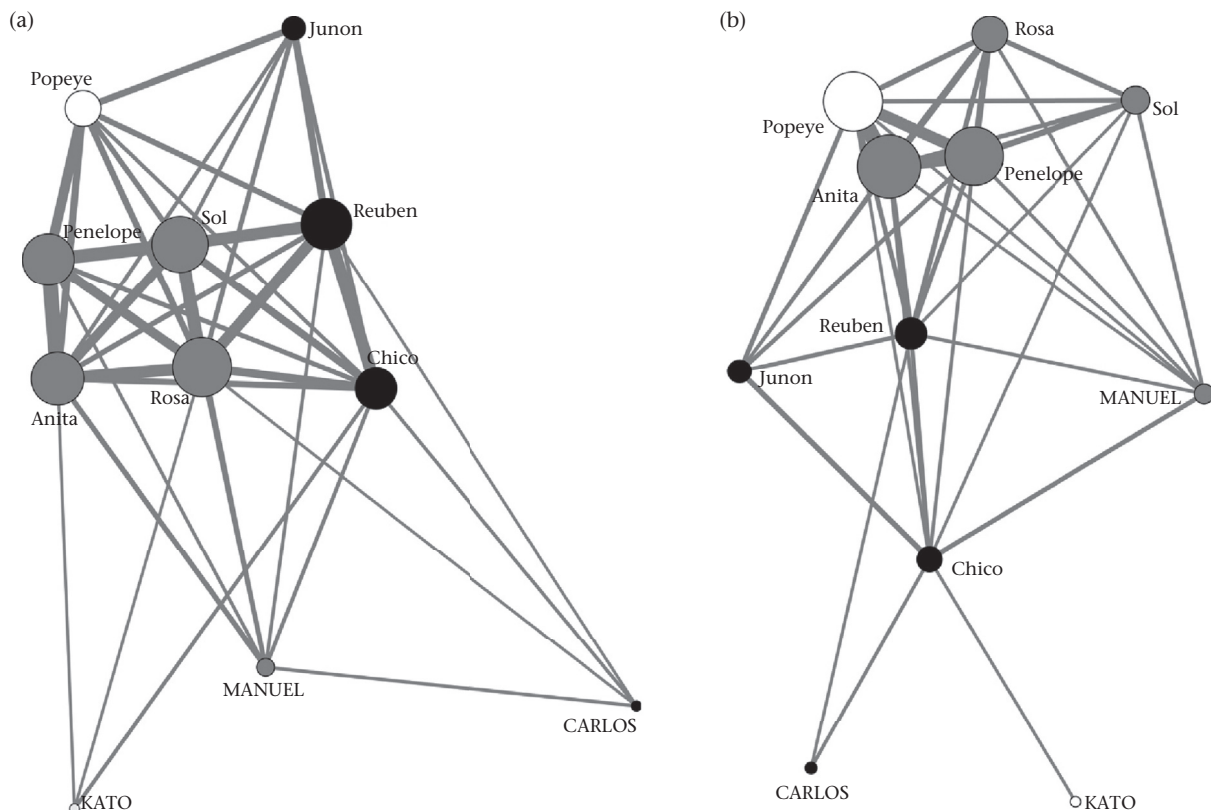 (a)
Junon
Popeye
Reuben
Sol
Penelope
Chico
Rosa
Anita
MANUEL
CARLOS
KATO
(b)
Rosa
Sol
Popeye
Penelope
Anita
Reuben
Junon
MANUEL
Chico
CARLOS
KATO